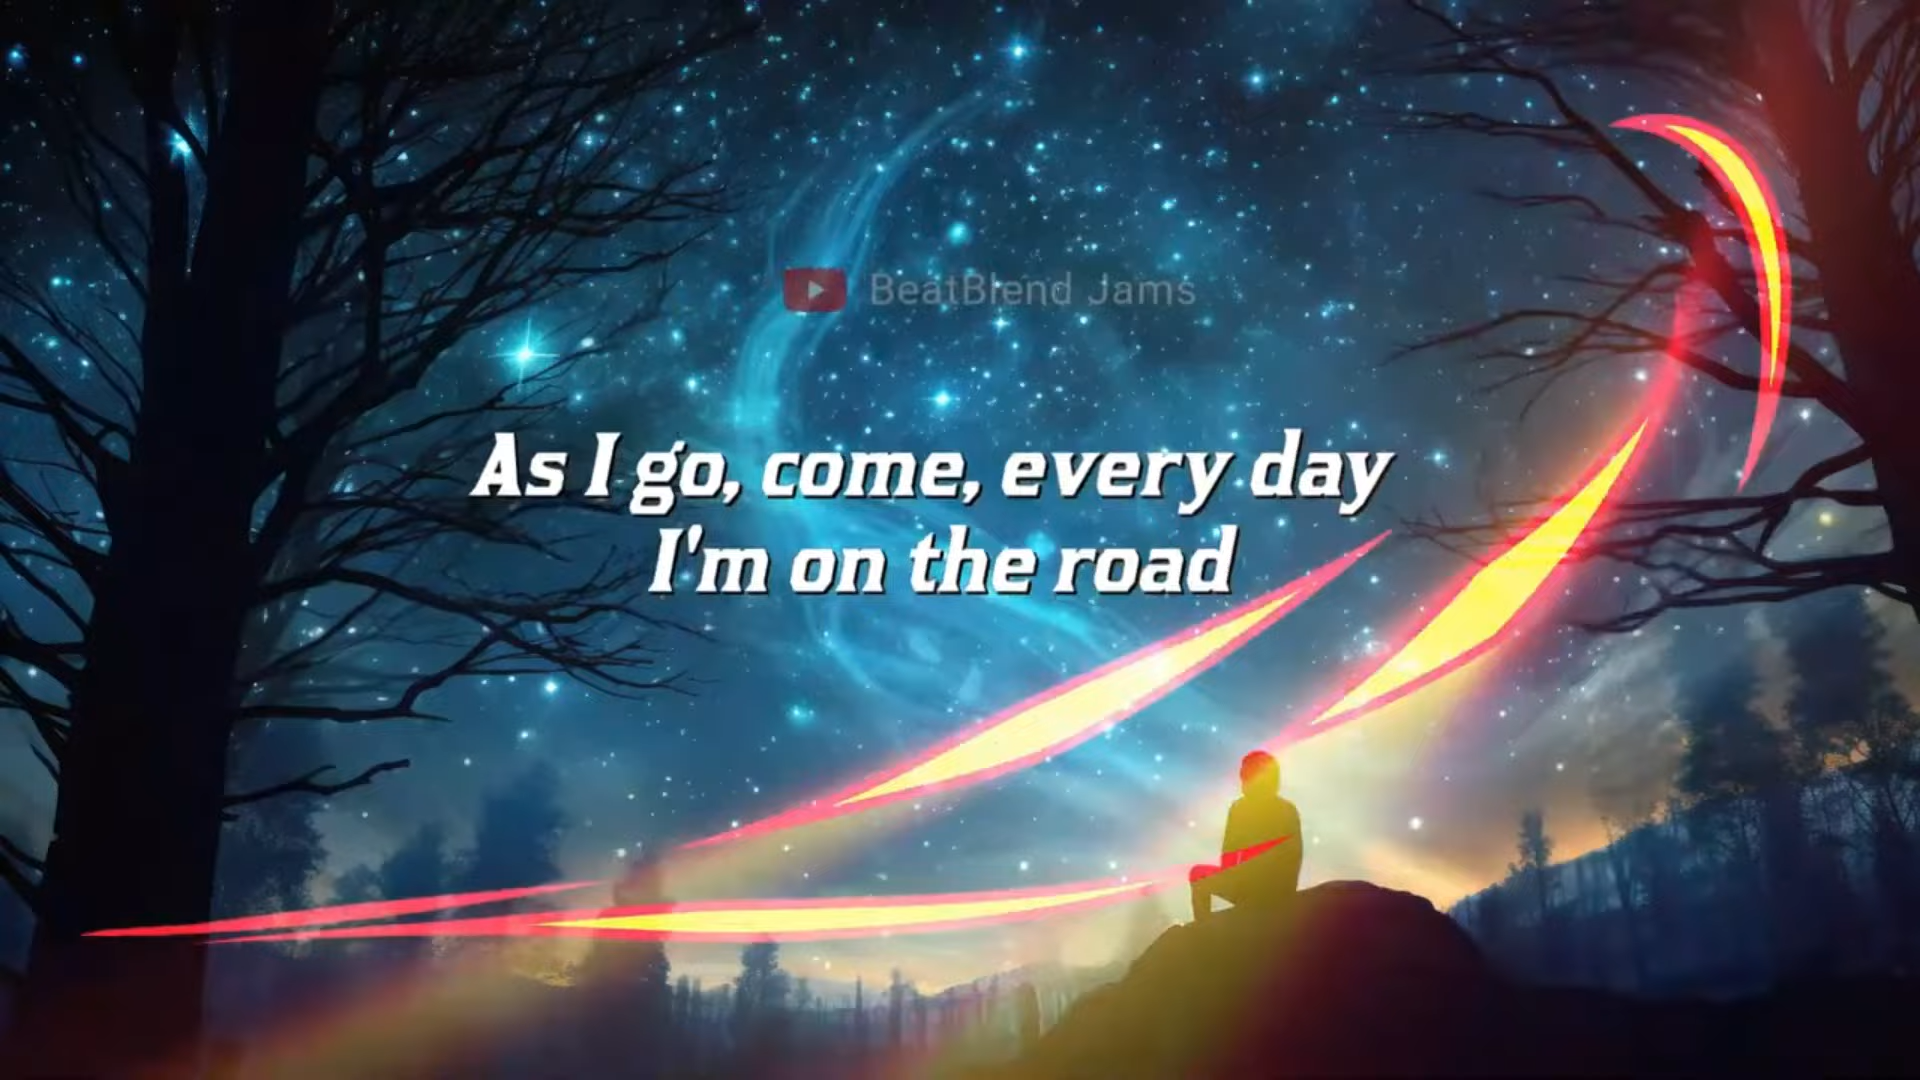 BeatBlend Jams
As I go, come, every day
I'm on the road